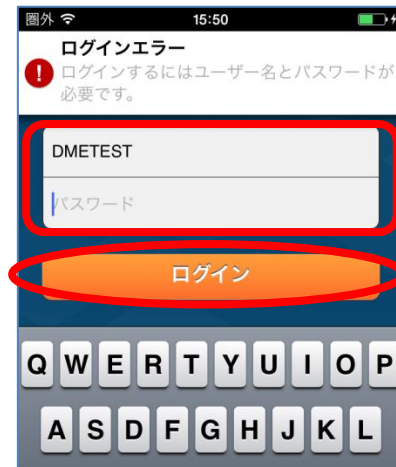 圏外 15:50
ログインエラー
ログインするにはユーザー名とパスワードが
必要です。
DMETEST
パスワード
ログイン
Q W E R T Y U I O P
A S D F G H J K L